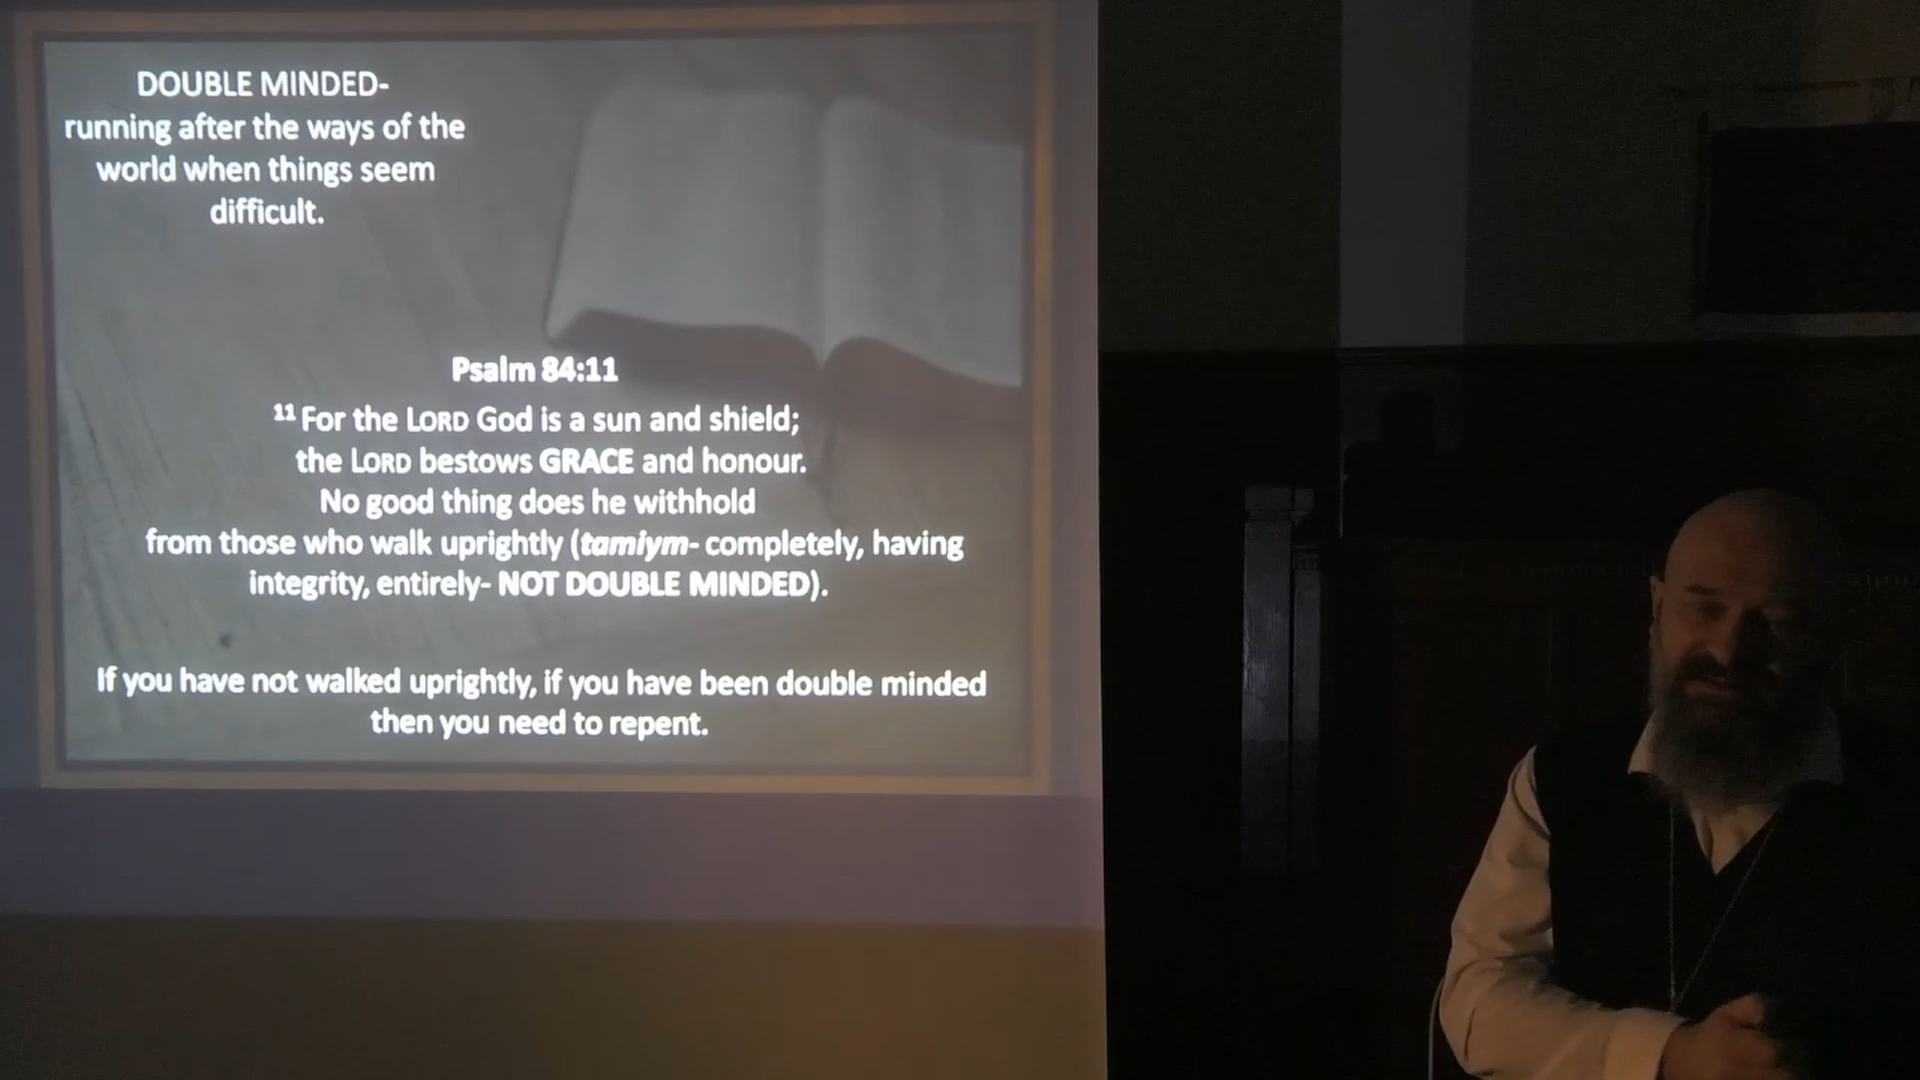 DOUBLE MINDED-
running after the ways of the
world when things seem
difficult.
Psalm 84:11
11 For the LORD God is a sun and shield;
the LORD bestows GRACE and honour.
No good thing does he withhold
from those who walk uprightly (tamiym- completely, having
integrity, entirely- NOT DOUBLE MINDED).
If you have not walked uprightly, if you have been double minded
then you need to repent.